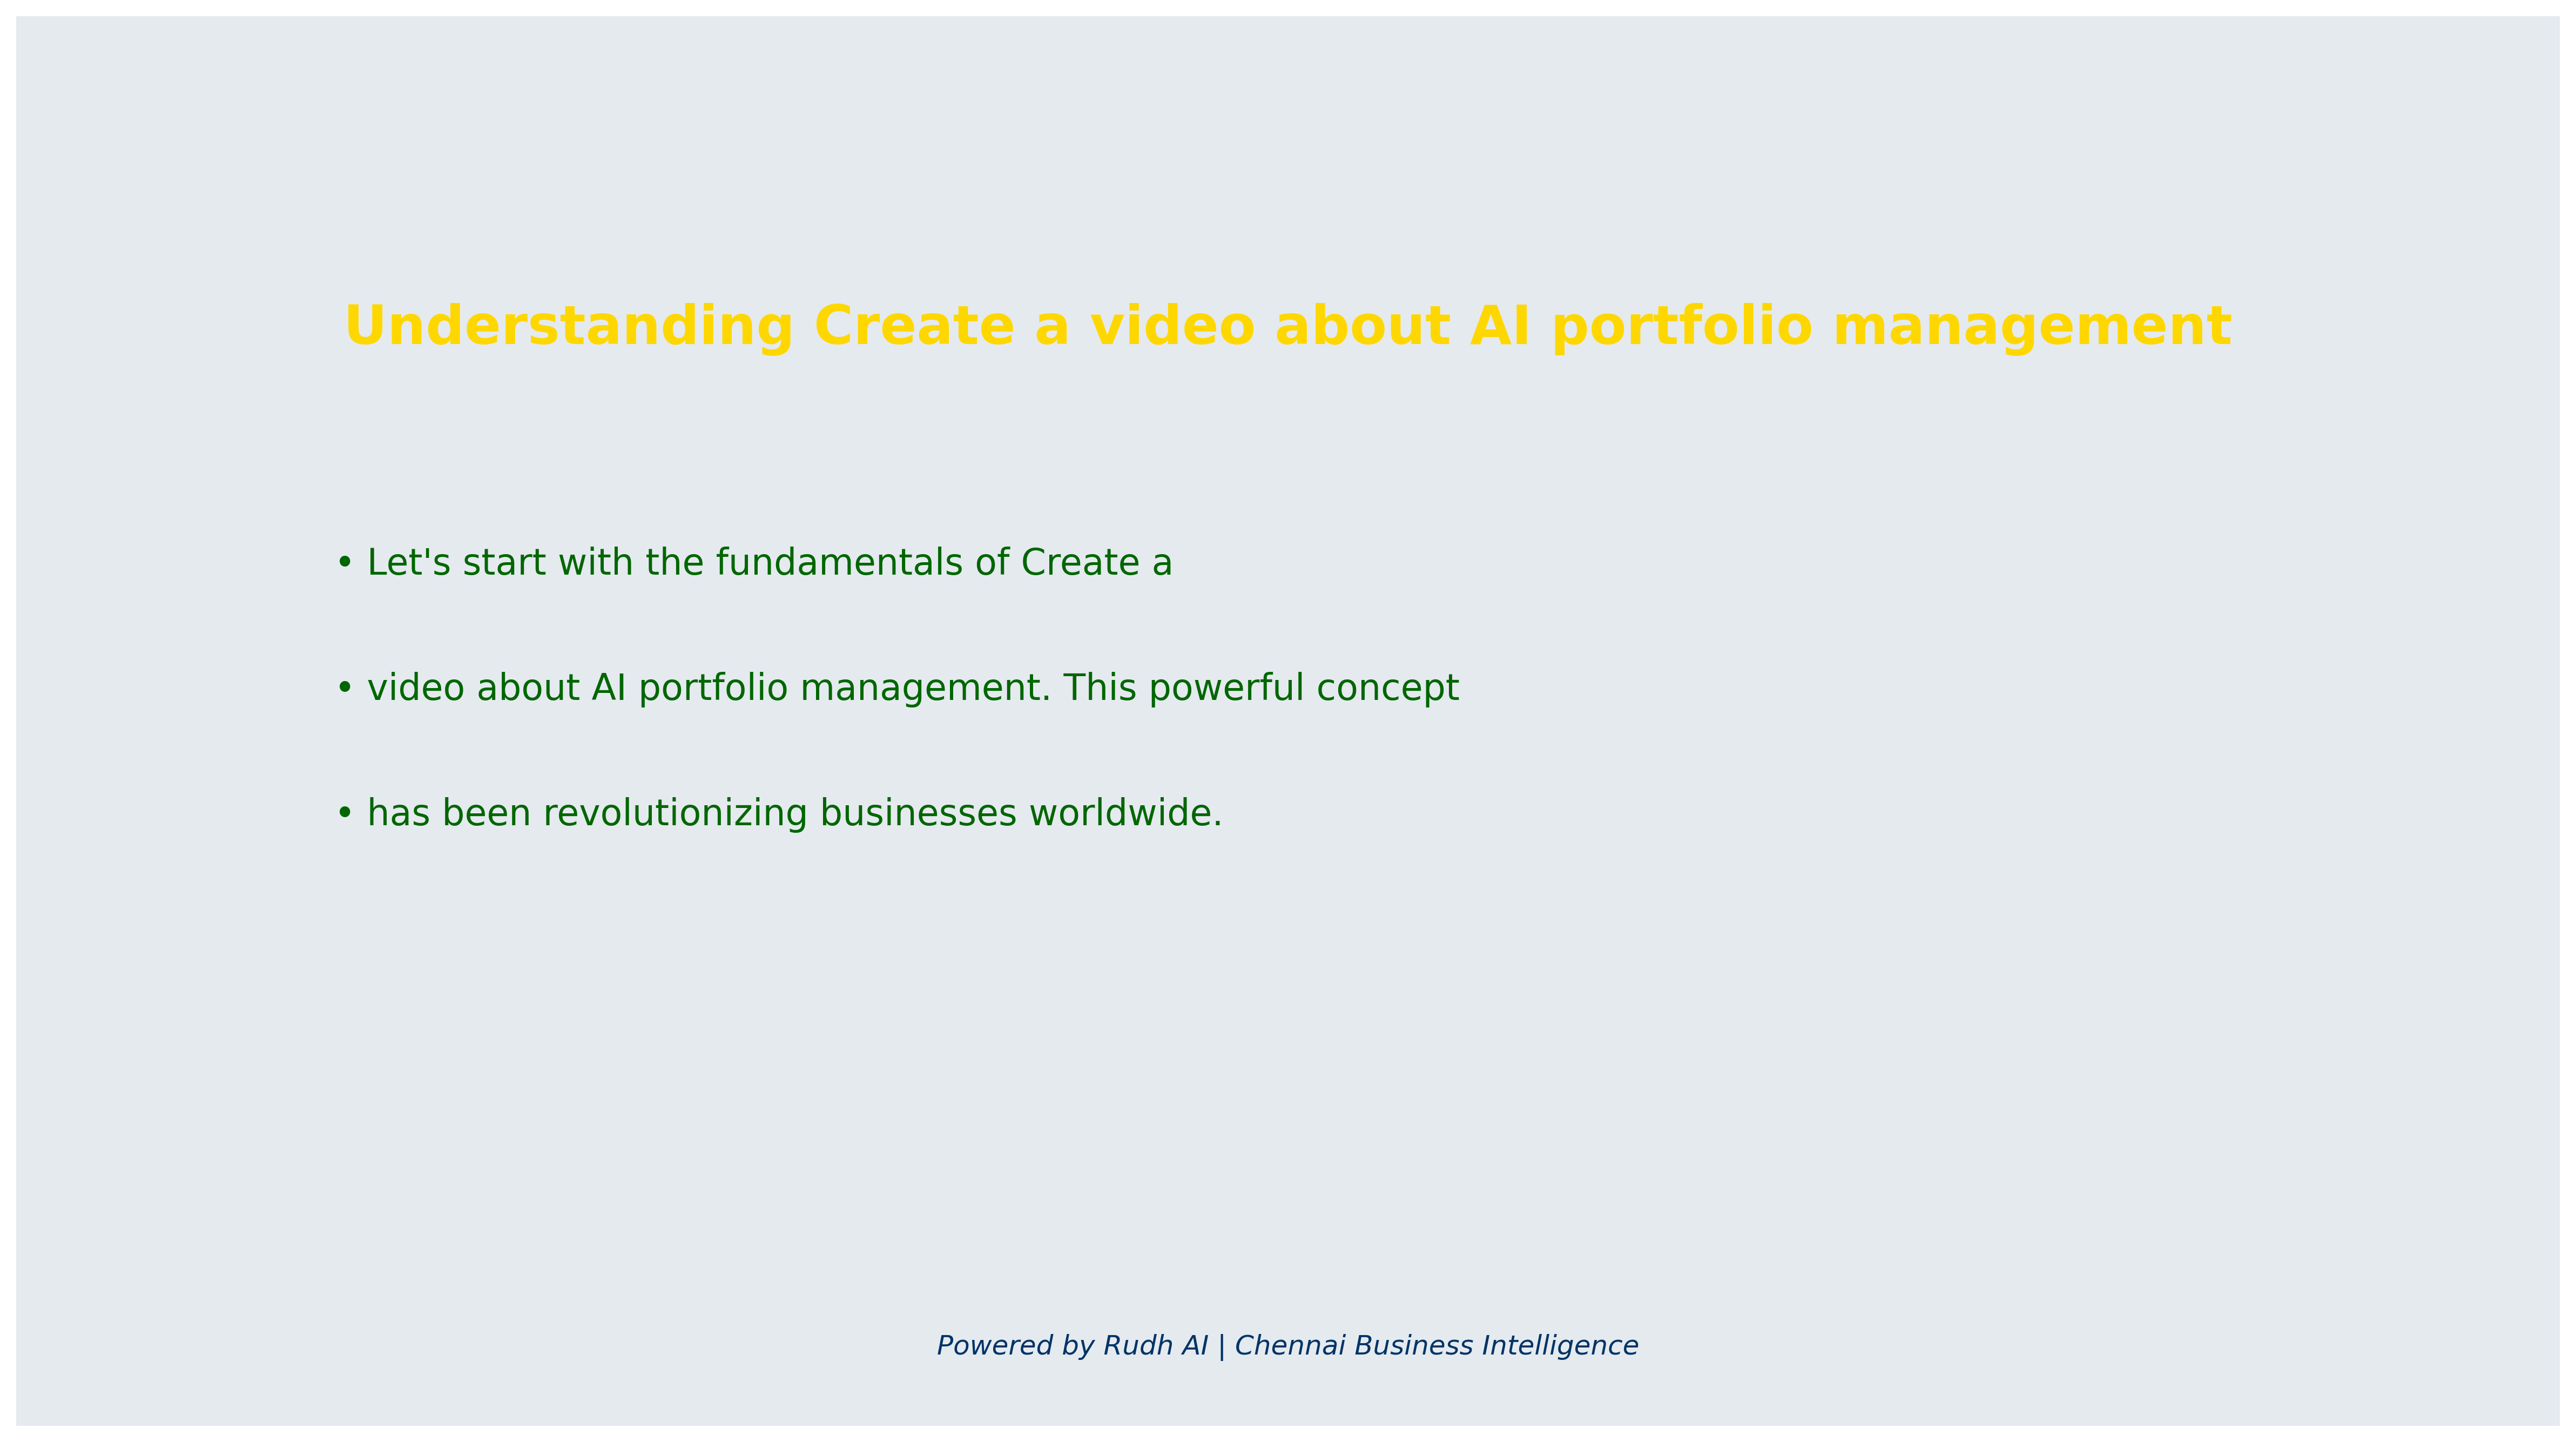 Understanding Create a video about AI portfolio management
• Let's start with the fundamentals of Create a
• video about AI portfolio management. This powerful concept
• has been revolutionizing businesses worldwide.
Powered by Rudh AI | Chennai Business Intelligence